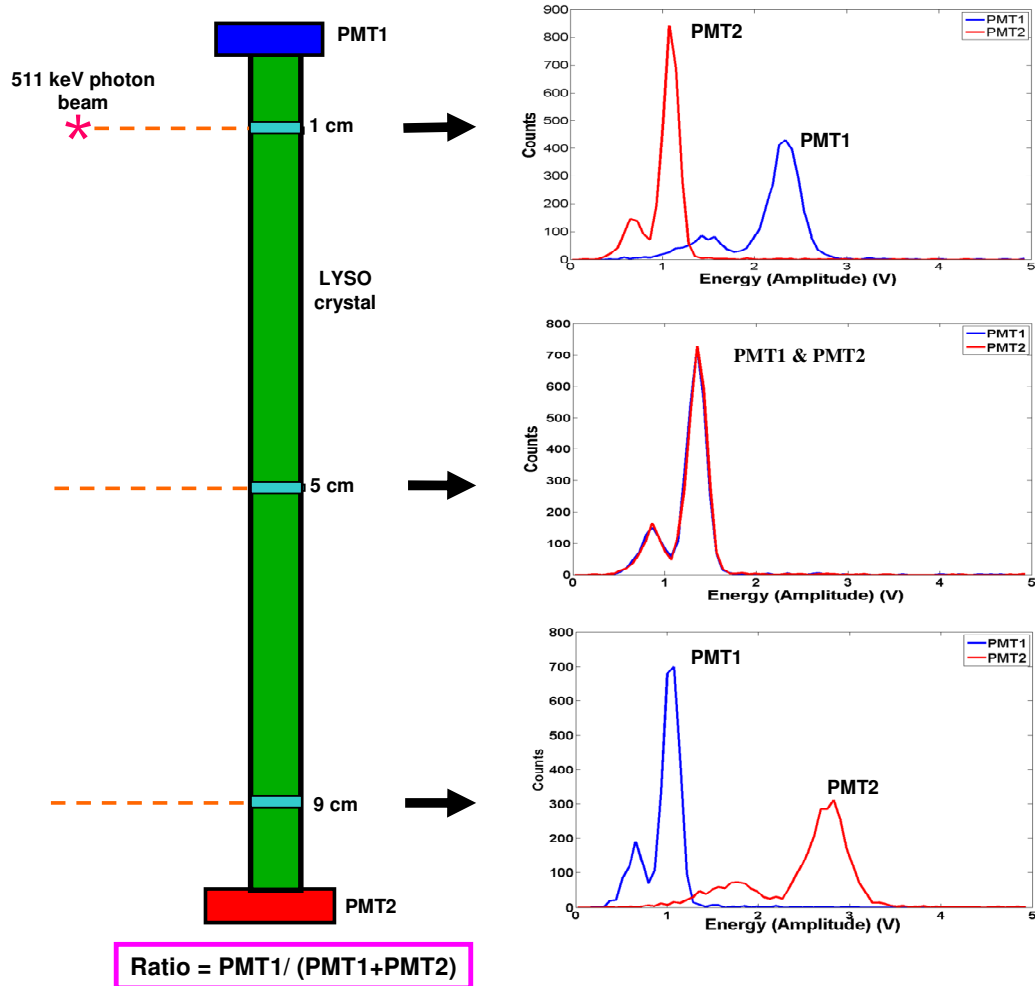 PMT1
511 keV photon
beam
1 cm
LYSO
crystal
5 cm
9 cm
PMT2
Ratio = PMT1/ (PMT1+PMT2)
900
800
700
600
500
400
300
200
100
0
Counts
PMT2
PMT1
PMT1
PMT2
0 1 2 3 4 5
Energy (Amplitude) (V)
800
700
600
500
400
300
200
100
0
Counts
PMT1 & PMT2
PMT1
PMT2
0 1 2 3 4 5
Energy (Amplitude) (V)
800
700
600
500
400
300
200
100
0
Counts
PMT1
PMT2
PMT1
PMT2
0 1 2 3 4 5
Energy (Amplitude) (V)